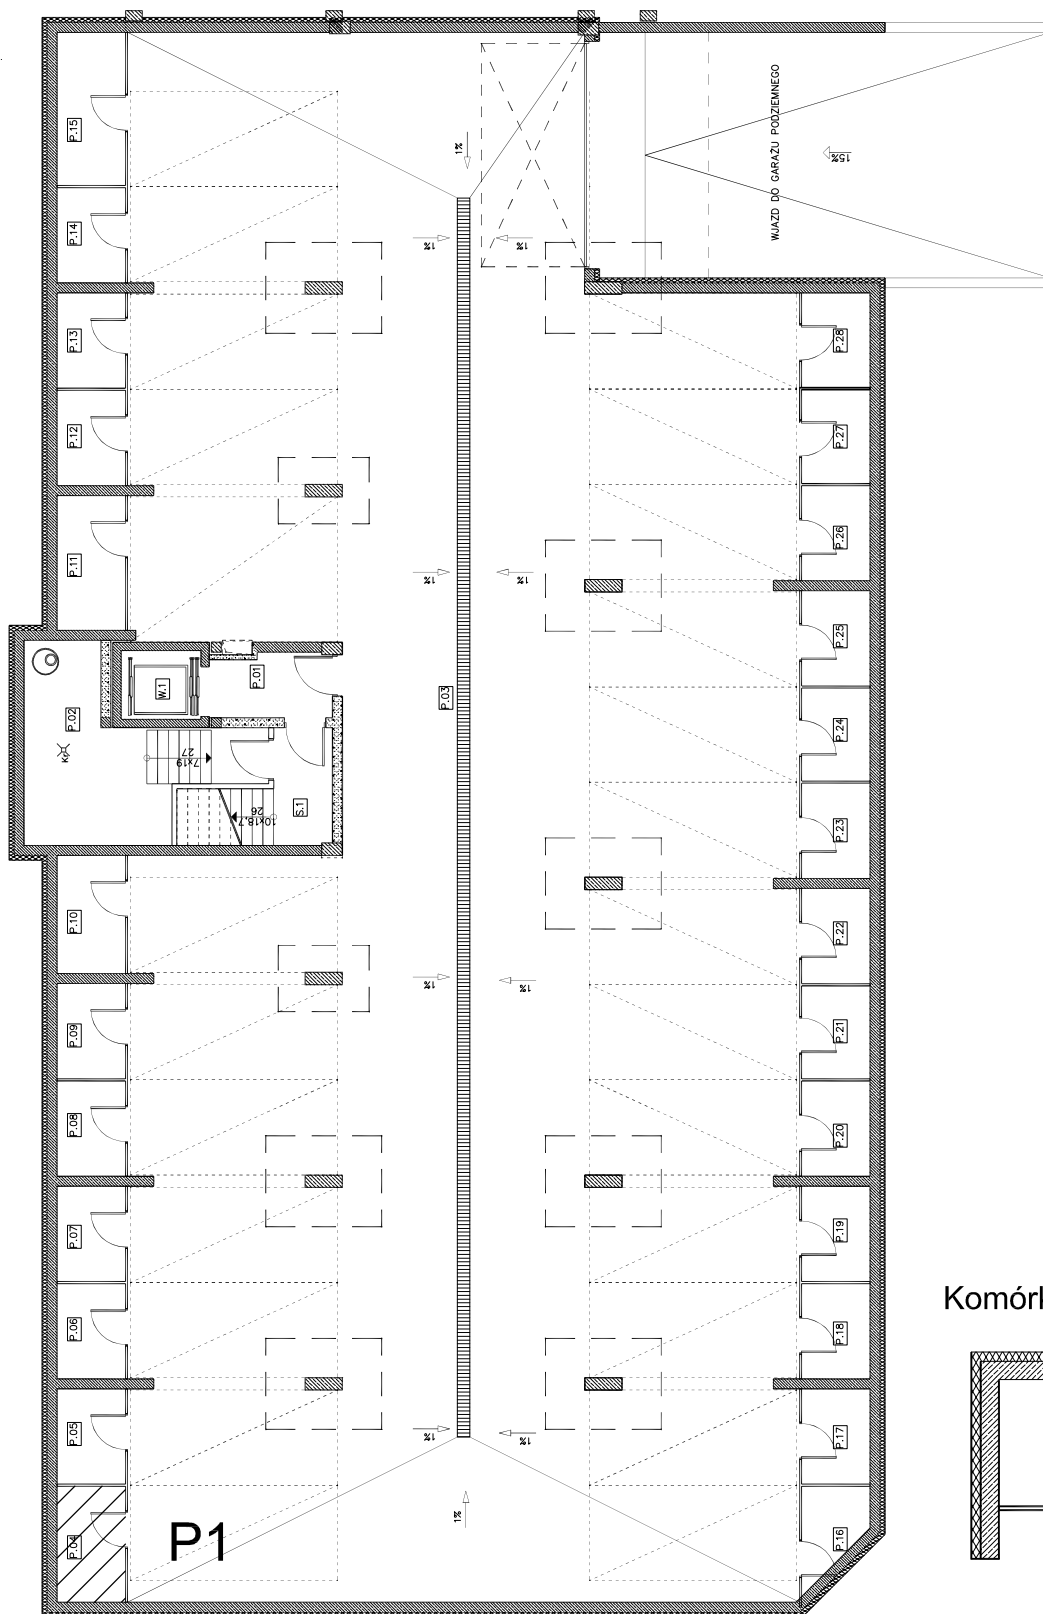 P.15
P.14
P.13
P.12
P.11
P.02
Kp
W.1
P.01
7x19
27
S.1
10x18,7
26
P.10
P.09
P.08
P.07
P.06
P.05
P.04
P1
P.03
1%
1%
1%
1%
1%
1%
1%
1%
1%
1%
WJAZD DO GARAŻU PODZIEMNEGO
15%
P.28
P.27
P.26
P.25
P.24
P.23
P.22
P.21
P.20
P.19
P.18
P.17
P.16